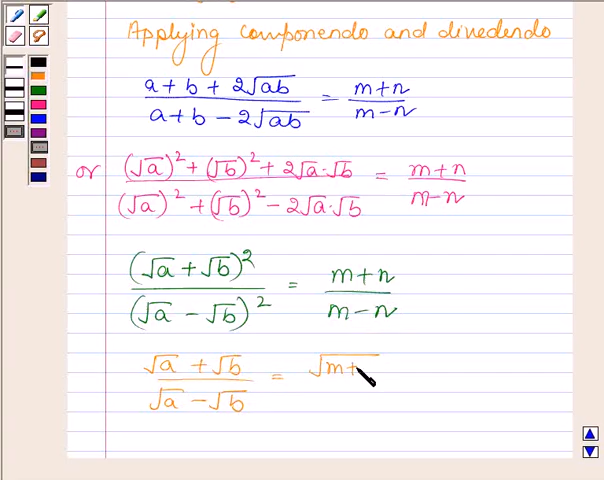 Applying componendo and dividendo
a + b + 2√ab / a + b − 2√ab = m + n / m − n
or (√a)² + (√b)² + 2√a·√b / (√a)² + (√b)² − 2√a·√b = m + n / m − n
(√a + √b)² / (√a − √b)² = m + n / m − n
√a + √b / √a − √b = √m +